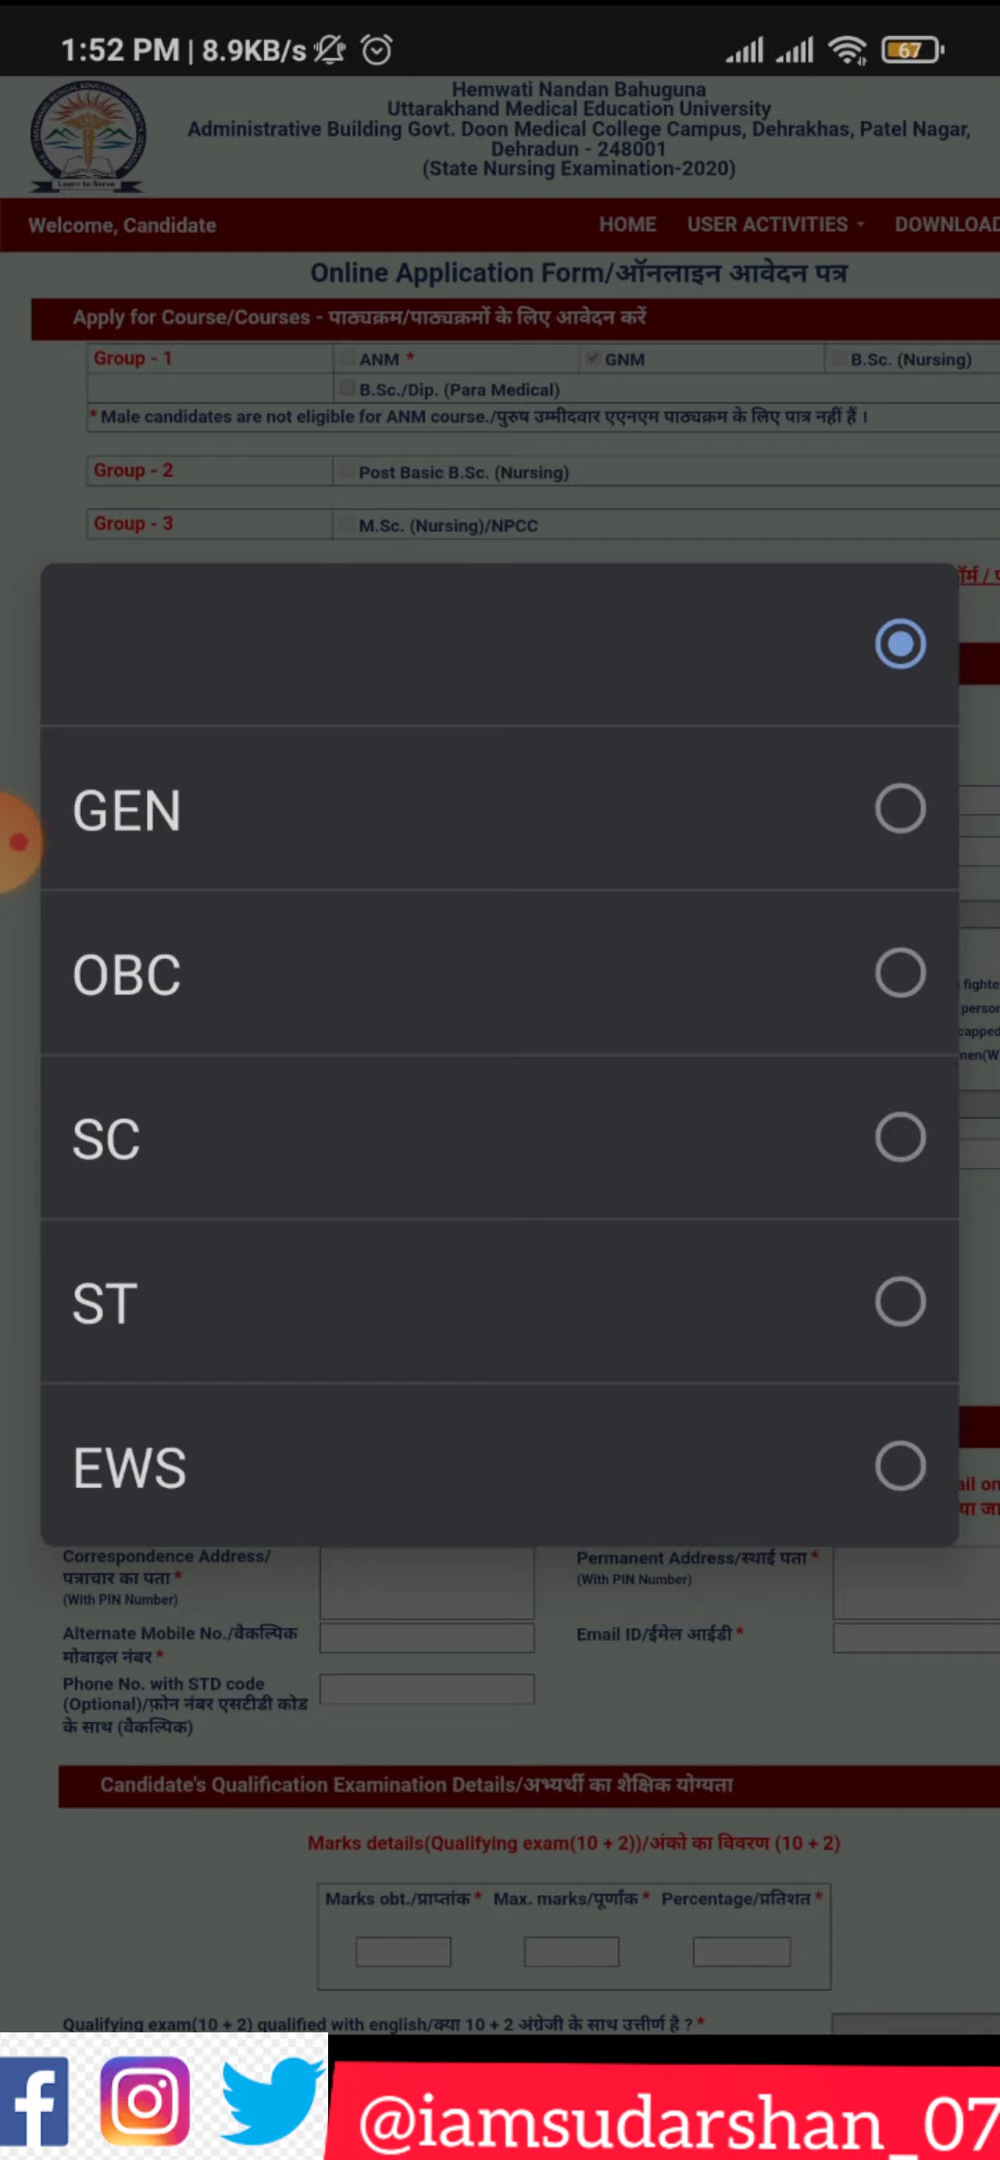 1:52 PM | 8.9KB/s
67
Hemwati Nandan Bahuguna
Uttarakhand Medical Education University
Administrative Building Govt. Doon Medical College Campus, Dehrakhas, Patel Nagar,
Dehradun - 248001
(State Nursing Examination-2020)
Learn to Serve
Welcome, Candidate
HOME
USER ACTIVITIES
DOWNLOAD
Online Application Form/ऑनलाइन आवेदन पत्र
Apply for Course/Courses - पाठ्यक्रम/पाठ्यक्रमों के लिए आवेदन करें
Group - 1
ANM *
GNM
B.Sc. (Nursing)
B.Sc./Dip. (Para Medical)
* Male candidates are not eligible for ANM course./पुरुष उम्मीदवार एएनएम पाठ्यक्रम के लिए पात्र नहीं हैं ।
Group - 2
Post Basic B.Sc. (Nursing)
Group - 3
M.Sc. (Nursing)/NPCC
GEN
OBC
SC
ST
EWS
Correspondence Address/
पत्राचार का पता *
(With PIN Number)
Permanent Address/स्थाई पता *
(With PIN Number)
Alternate Mobile No./वैकल्पिक
मोबाइल नंबर *
Email ID/ईमेल आईडी *
Phone No. with STD code
(Optional)/फ़ोन नंबर एसटीडी कोड
के साथ (वैकल्पिक)
Candidate's Qualification Examination Details/अभ्यर्थी का शैक्षिक योग्यता
Marks details(Qualifying exam(10 + 2))/अंको का विवरण (10 + 2)
Marks obt./प्राप्तांक *
Max. marks/पूर्णांक *
Percentage/प्रतिशत *
Qualifying exam(10 + 2) qualified with english/क्या 10 + 2 अंग्रेजी के साथ उत्तीर्ण है ? *
@iamsudarshan_07